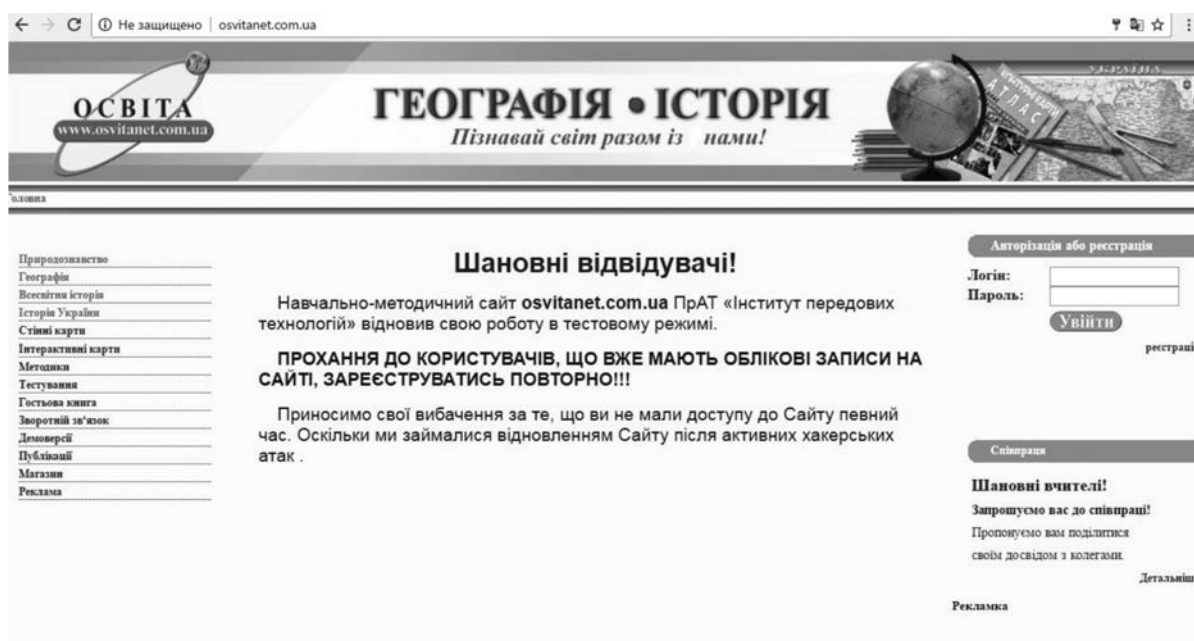 Не защищено | osvitanet.com.ua
ОСВІТА
www.osvitanet.com.ua
ГЕОГРАФІЯ • ІСТОРІЯ
Пізнавай світ разом із нами!
УКРАЇНА
АТЛАС
Головна
Природознавство
Географія
Всесвітня історія
Історія України
Стінні карти
Інтерактивні карти
Методики
Тестування
Гостьова книга
Зворотній зв'язок
Демоверсії
Публікації
Магазин
Реклама
Шановні відвідувачі!
Навчально-методичний сайт osvitanet.com.ua ПрАТ «Інститут передових
технологій» відновив свою роботу в тестовому режимі.
ПРОХАННЯ ДО КОРИСТУВАЧІВ, ЩО ВЖЕ МАЮТЬ ОБЛІКОВІ ЗАПИСИ НА
САЙТІ, ЗАРЕЄСТРУВАТИСЬ ПОВТОРНО!!!
Приносимо свої вибачення за те, що ви не мали доступу до Сайту певний
час. Оскільки ми займалися відновленням Сайту після активних хакерських
атак .
Авторізація або реєстрація
Логін:
Пароль:
Увійти
реєстрації
Співпраця
Шановні вчителі!
Запрошуємо вас до співпраці!
Пропонуємо вам поділитися
своїм досвідом з колегами.
Детальніш
Рекламка